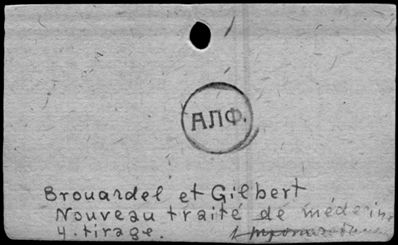 АЛФ.
Brouardel et Gilbert
Nouveau traité de médecine
4. tirage.